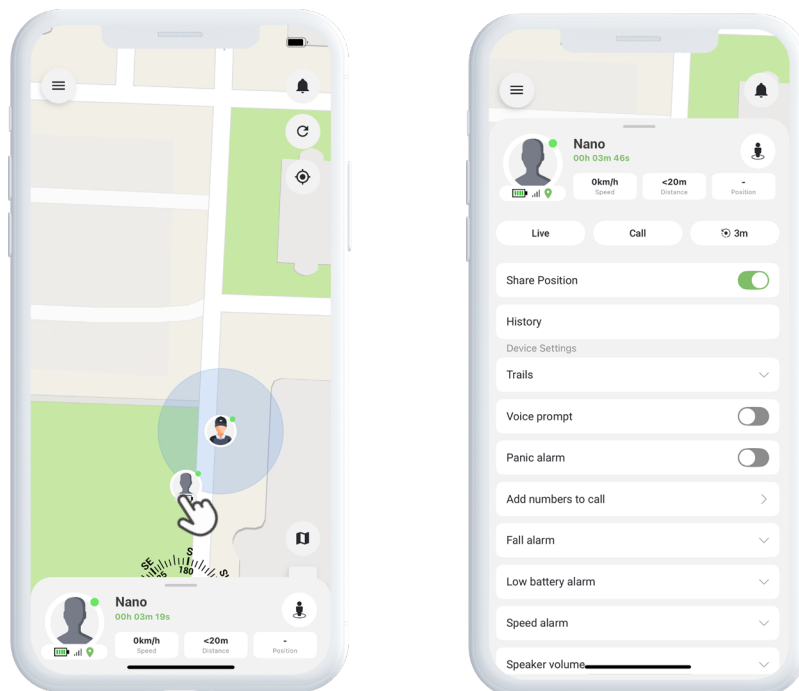 SE
S
180
Nano
00h 03m 19s
0km/h
Speed
<20m
Distance
-
Position
Nano
00h 03m 46s
0km/h
Speed
<20m
Distance
-
Position
Live
Call
3m
Share Position
History
Device Settings
Trails
Voice prompt
Panic alarm
Add numbers to call
Fall alarm
Low battery alarm
Speed alarm
Speaker volume